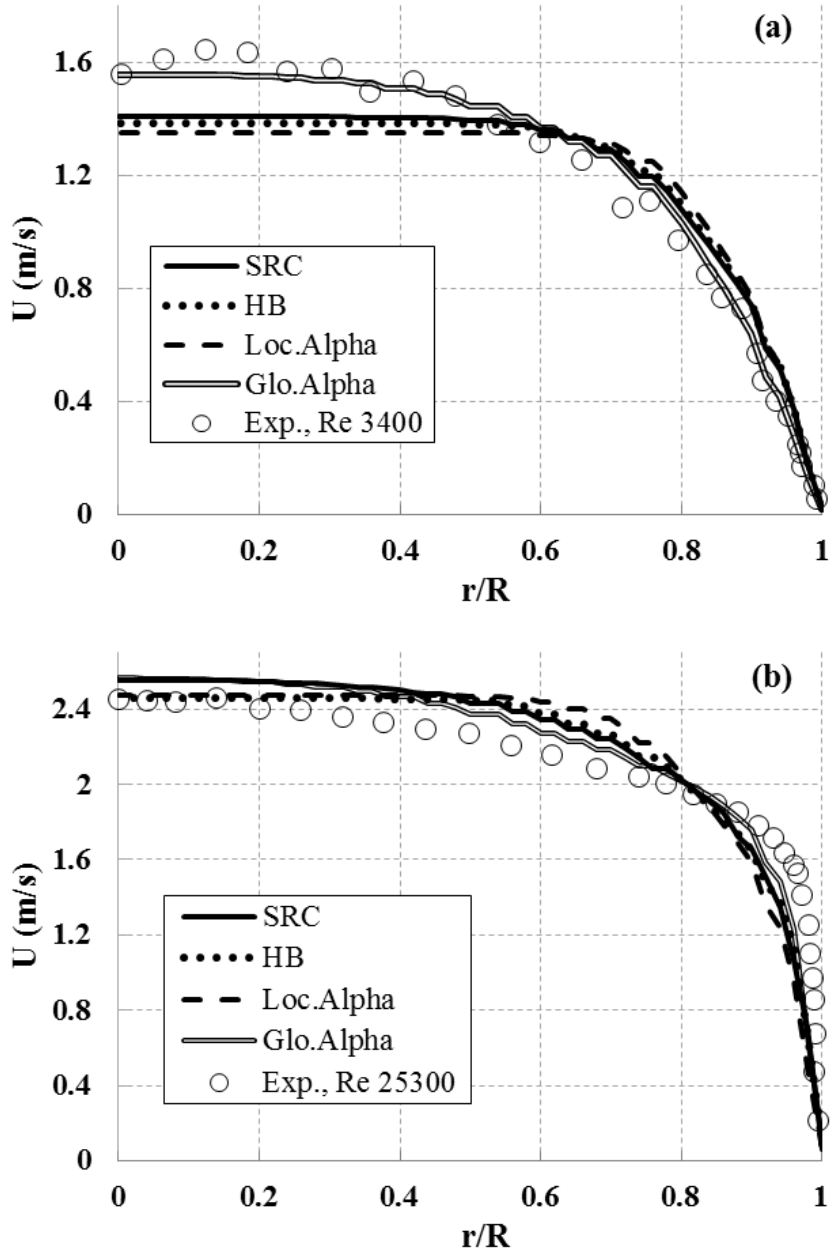 (a)
1.6
1.2
0.8
0.4
0
U (m/s)
SRC
HB
Loc.Alpha
Glo.Alpha
Exp., Re 3400
0 0.2 0.4 0.6 0.8 1
r/R
(b)
2.4
2
1.6
1.2
0.8
0.4
0
U (m/s)
SRC
HB
Loc.Alpha
Glo.Alpha
Exp., Re 25300
0 0.2 0.4 0.6 0.8 1
r/R